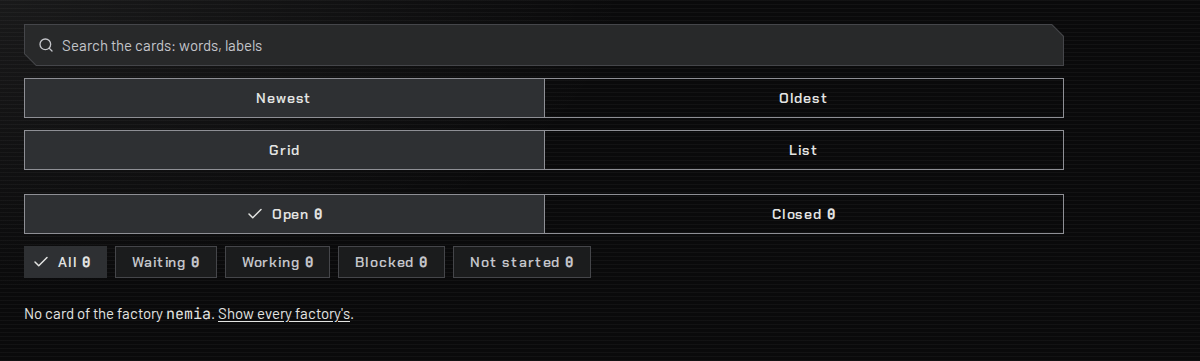 Search the cards: words, labels
Newest Oldest
Grid List
Open 0 Closed 0
All 0 Waiting 0 Working 0 Blocked 0 Not started 0
No card of the factory nemia. Show every factory's.